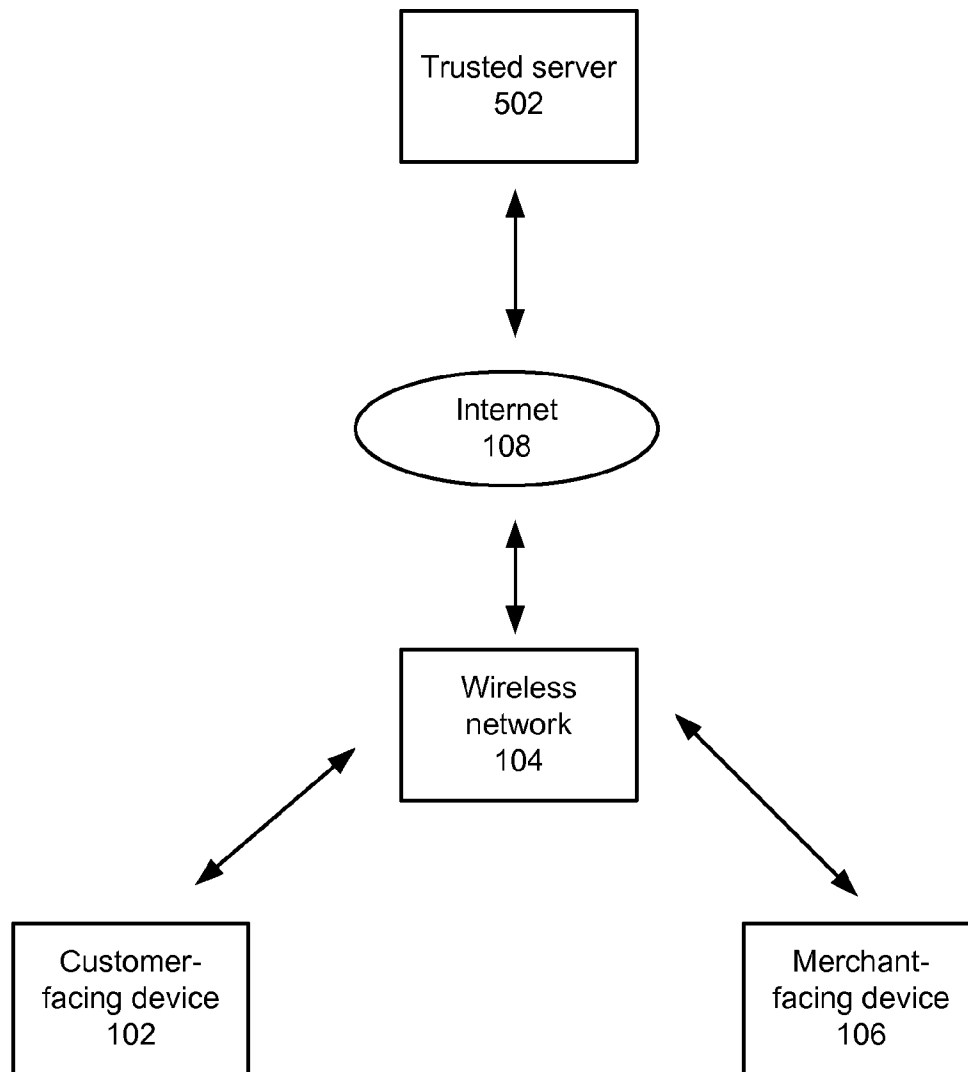 Trusted server
502
Internet
108
Wireless
network
104
Customer-
facing device
102
Merchant-
facing device
106